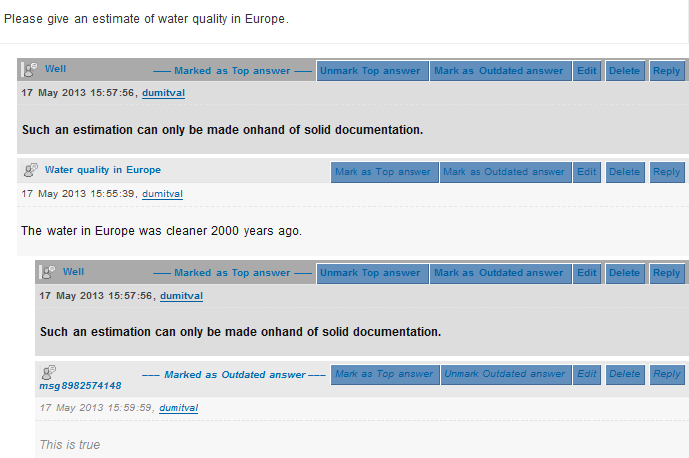 Please give an estimate of water quality in Europe.
Well —— Marked as Top answer —— Unmark Top answer Mark as Outdated answer Edit Delete Reply
17 May 2013 15:57:56, dumitval
Such an estimation can only be made onhand of solid documentation.
Water quality in Europe Mark as Top answer Mark as Outdated answer Edit Delete Reply
17 May 2013 15:55:39, dumitval
The water in Europe was cleaner 2000 years ago.
Well —— Marked as Top answer —— Unmark Top answer Mark as Outdated answer Edit Delete Reply
17 May 2013 15:57:56, dumitval
Such an estimation can only be made onhand of solid documentation.
msg8982574148 −−− Marked as Outdated answer −−− Mark as Top answer Unmark Outdated answer Edit Delete Reply
17 May 2013 15:59:59, dumitval
This is true